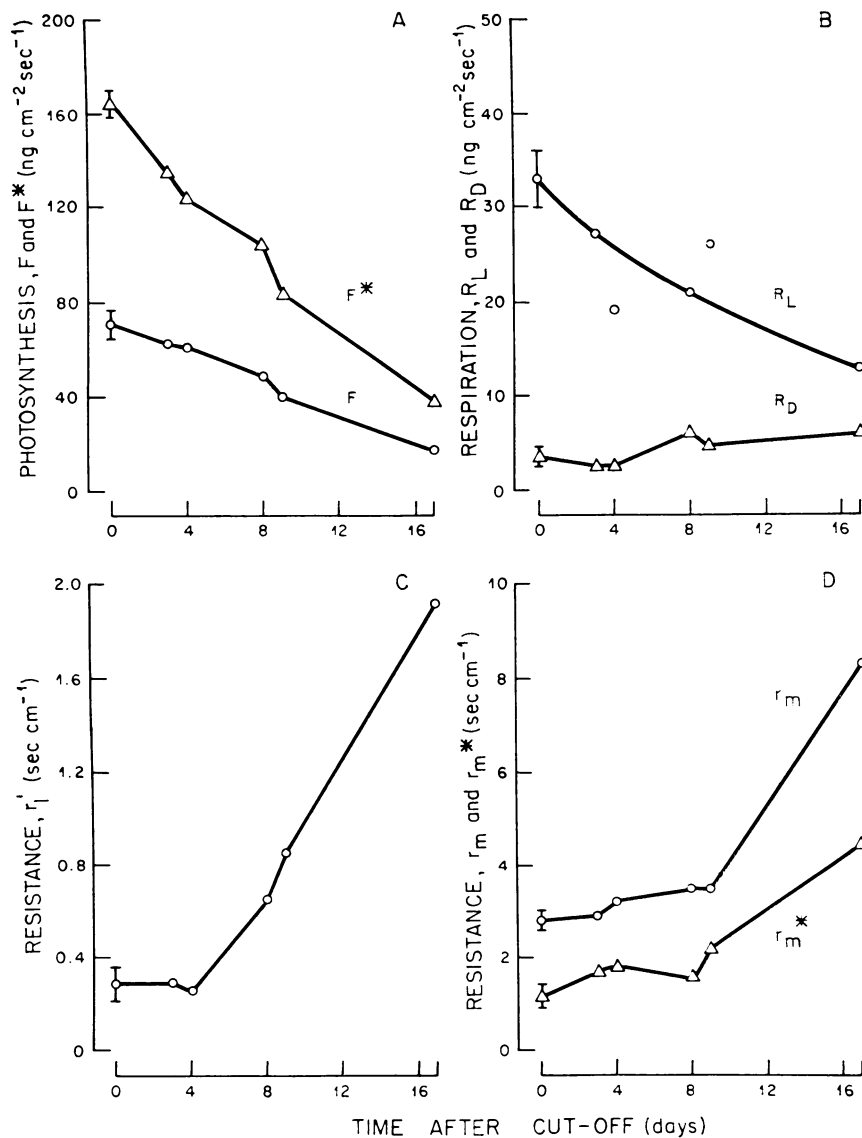 A
PHOTOSYNTHESIS, F and F* (ng cm⁻² sec⁻¹)
200
160
120
80
40
0
F*
F
0 4 8 12 16
B
RESPIRATION, R_L and R_D (ng cm⁻² sec⁻¹)
50
40
30
20
10
0
R_L
R_D
0 4 8 12 16
C
RESISTANCE, r_l' (sec cm⁻¹)
2.0
1.6
1.2
0.8
0.4
0
0 4 8 12 16
D
RESISTANCE, r_m and r_m* (sec cm⁻¹)
10
8
6
4
2
0
r_m
r_m*
0 4 8 12 16
TIME AFTER CUT-OFF (days)